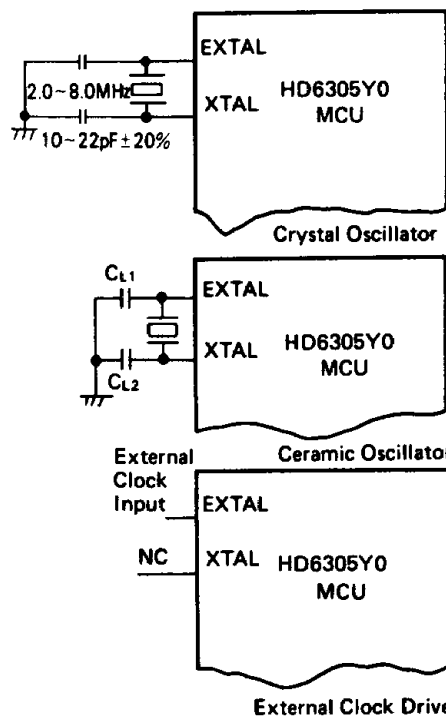 EXTAL
2.0~8.0MHz
XTAL
HD6305Y0
MCU
10~22pF±20%
Crystal Oscillator
CL1
EXTAL
XTAL
HD6305Y0
MCU
CL2
Ceramic Oscillato
External
Clock
Input
EXTAL
NC
XTAL
HD6305Y0
MCU
External Clock Drive